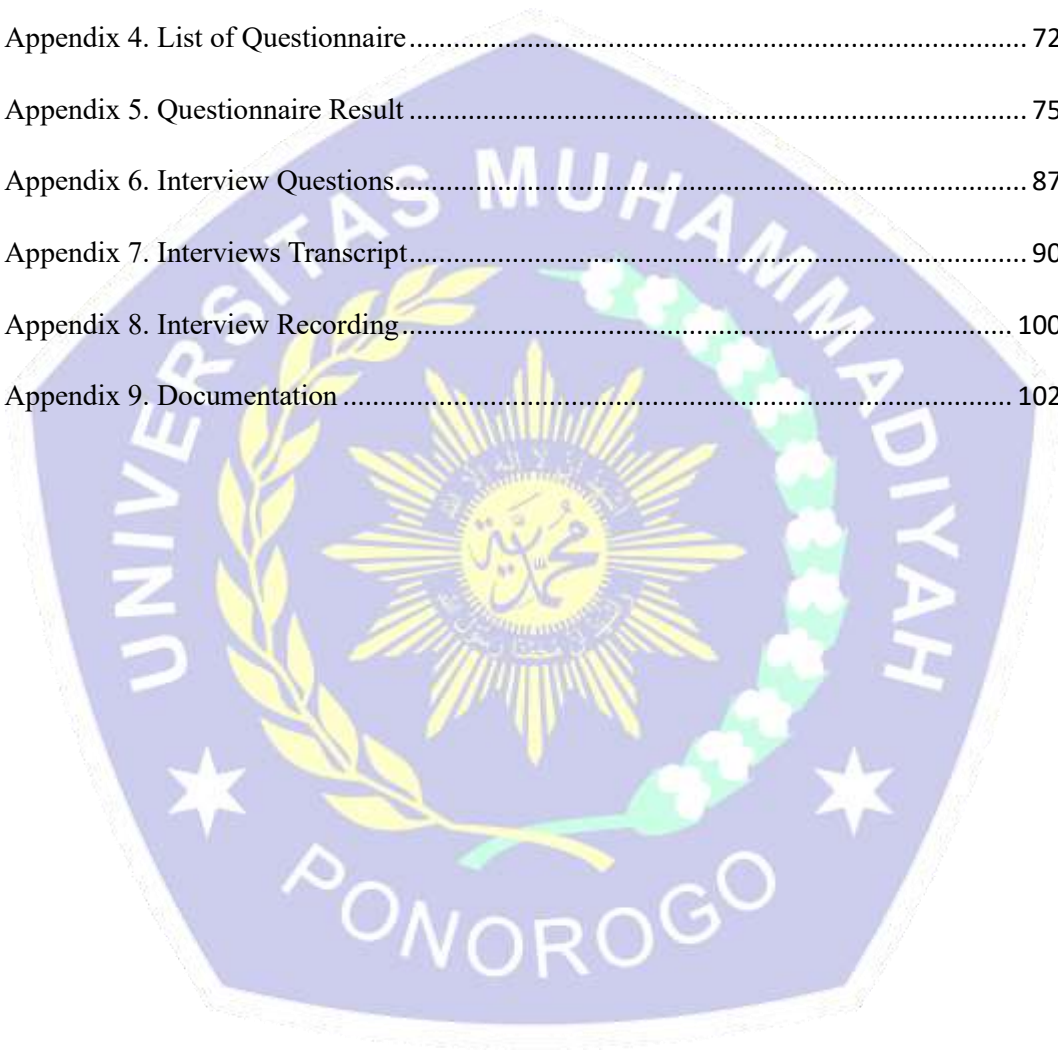 Appendix 4. List of Questionnaire........................................................................................ 72
Appendix 5. Questionnaire Result........................................................................................ 75
Appendix 6. Interview Questions.......................................................................................... 87
Appendix 7. Interviews Transcript........................................................................................ 90
Appendix 8. Interview Recording....................................................................................... 100
Appendix 9. Documentation............................................................................................... 102
UNIVERSITAS MUHAMMADIYAH
PONOROGO
محمدية